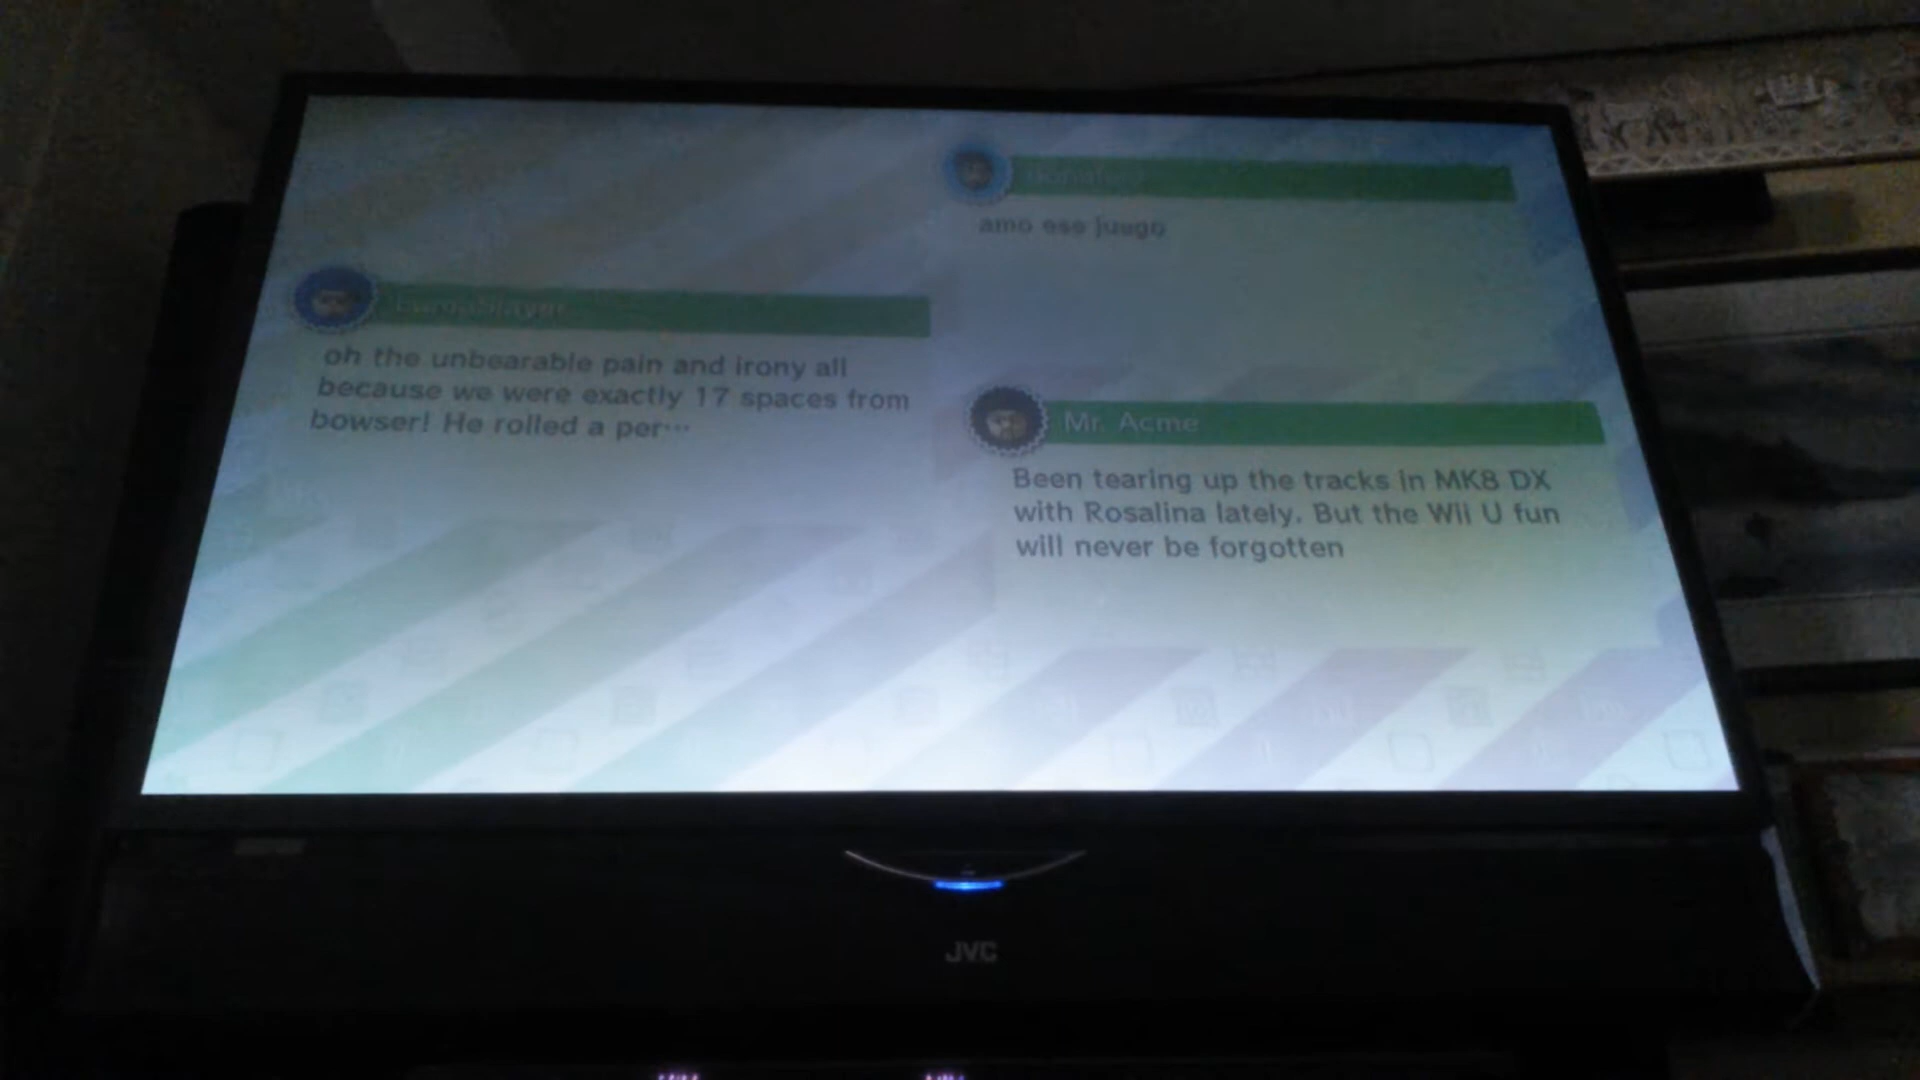 oh the unbearable pain and irony all
because we were exactly 17 spaces from
bowser! He rolled a per…
amo ese juego
Mr. Acme
Been tearing up the tracks in MK8 DX
with Rosalina lately. But the Wii U fun
will never be forgotten
JVC